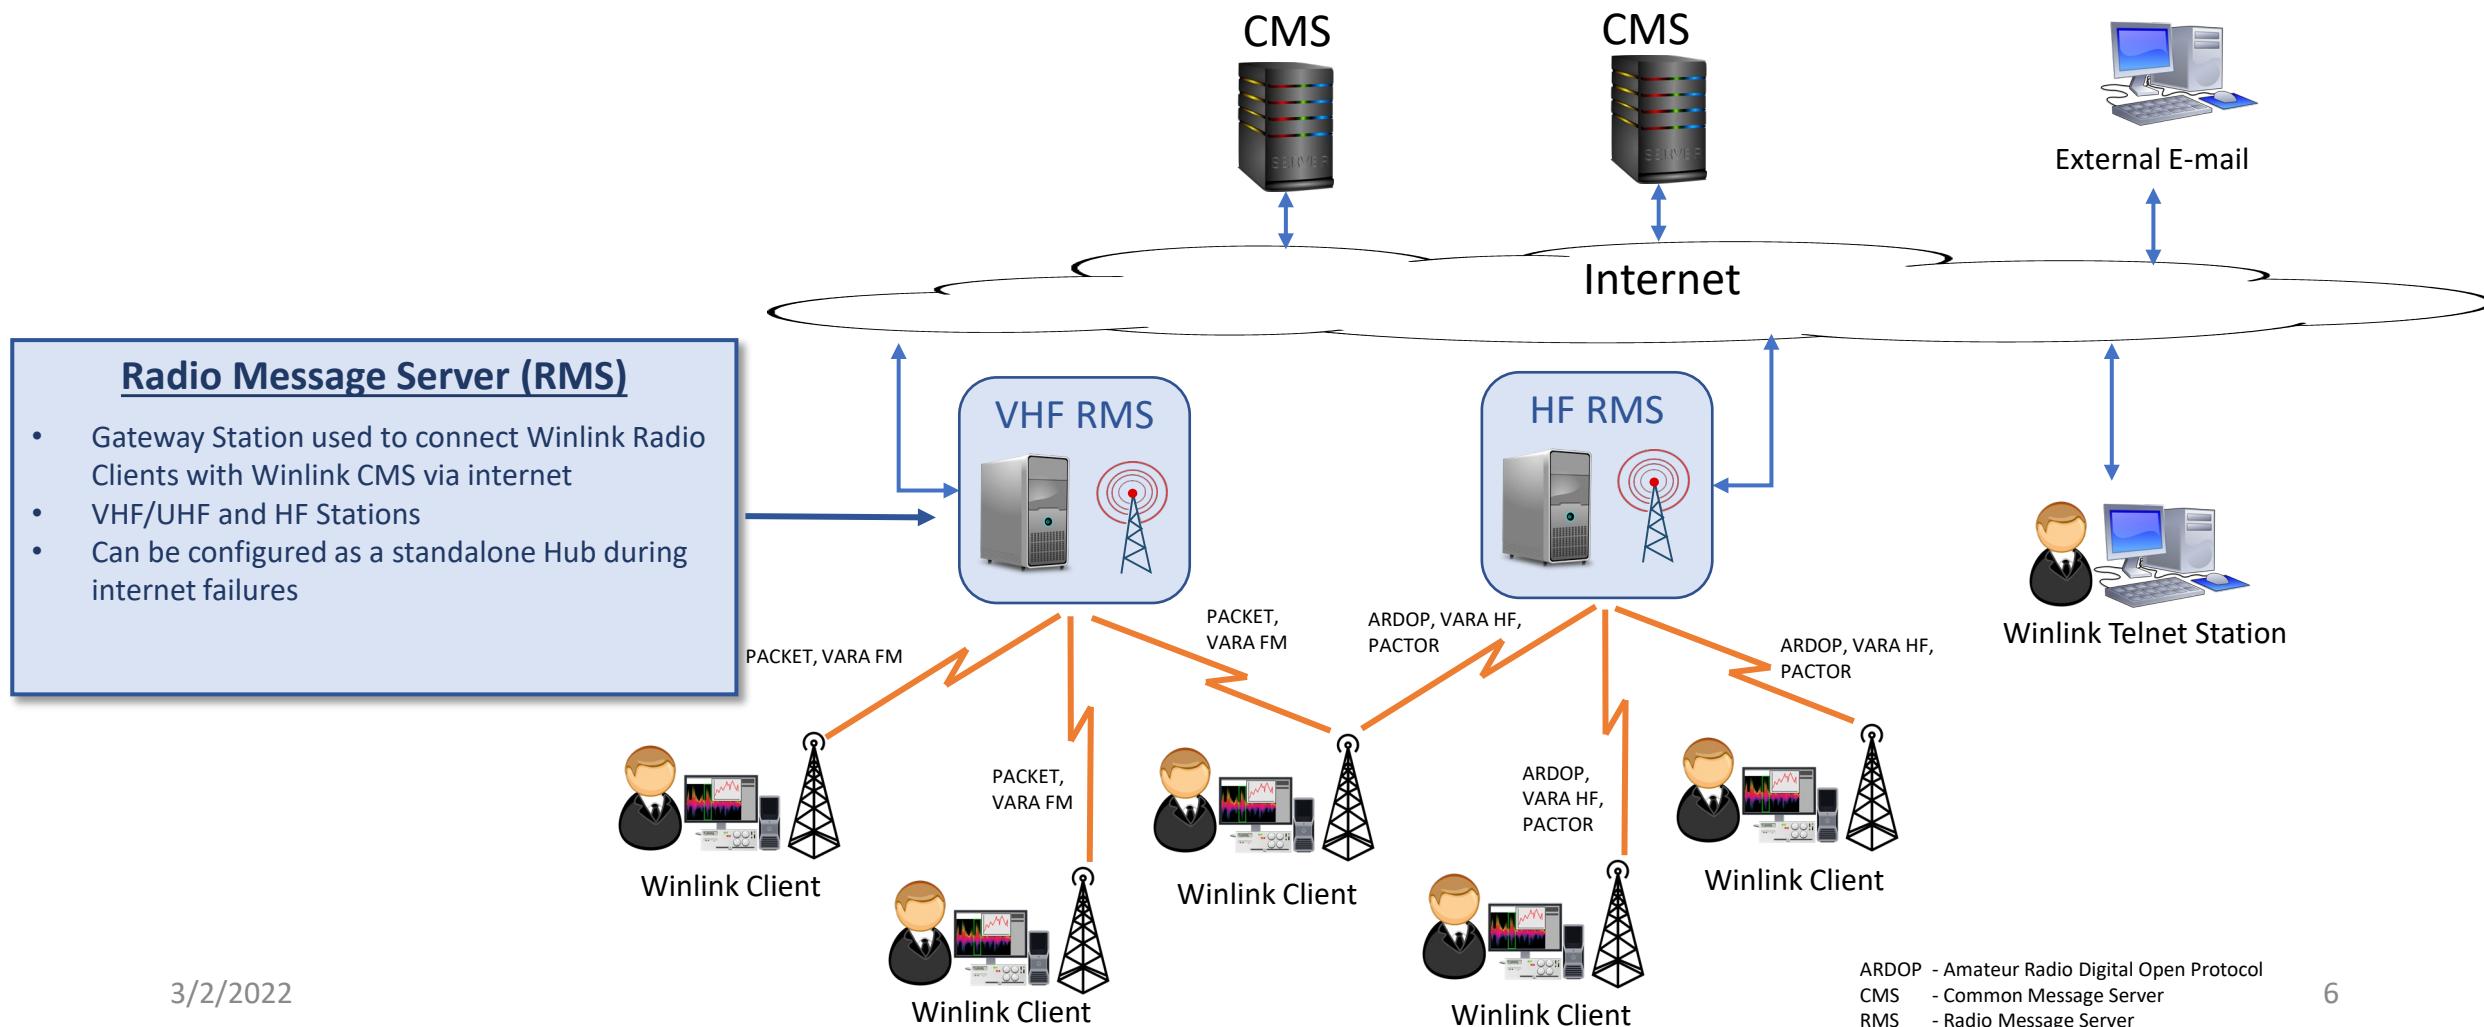 CMS
CMS
External E-mail
Internet
Radio Message Server (RMS)
• Gateway Station used to connect Winlink Radio
Clients with Winlink CMS via internet
• VHF/UHF and HF Stations
• Can be configured as a standalone Hub during
internet failures
VHF RMS
HF RMS
SERVER
SERVER
Winlink Telnet Station
PACKET, VARA FM
PACKET,
VARA FM
ARDOP, VARA HF,
PACTOR
ARDOP, VARA HF,
PACTOR
PACKET,
VARA FM
ARDOP,
VARA HF,
PACTOR
Winlink Client
Winlink Client
Winlink Client
Winlink Client
Winlink Client
3/2/2022
ARDOP - Amateur Radio Digital Open Protocol
CMS - Common Message Server
RMS - Radio Message Server
6